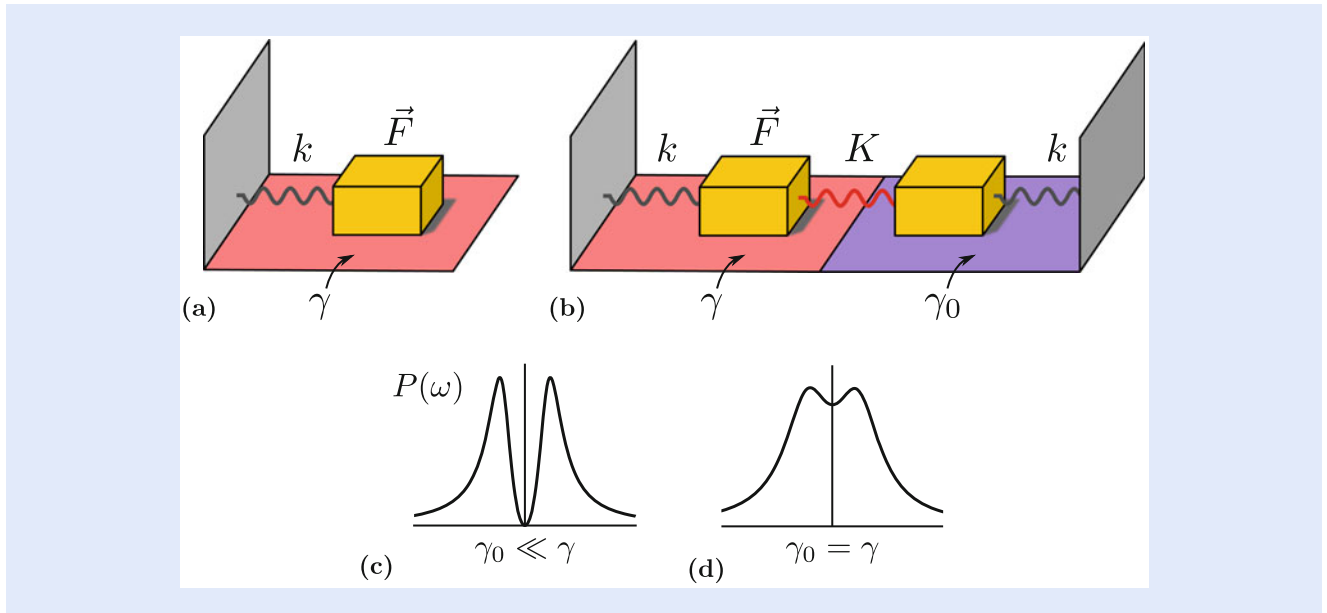 k F⃗
k F⃗ K k
(a) γ
(b) γ γ₀
P(ω)
(c) γ₀ ≪ γ
(d) γ₀ = γ